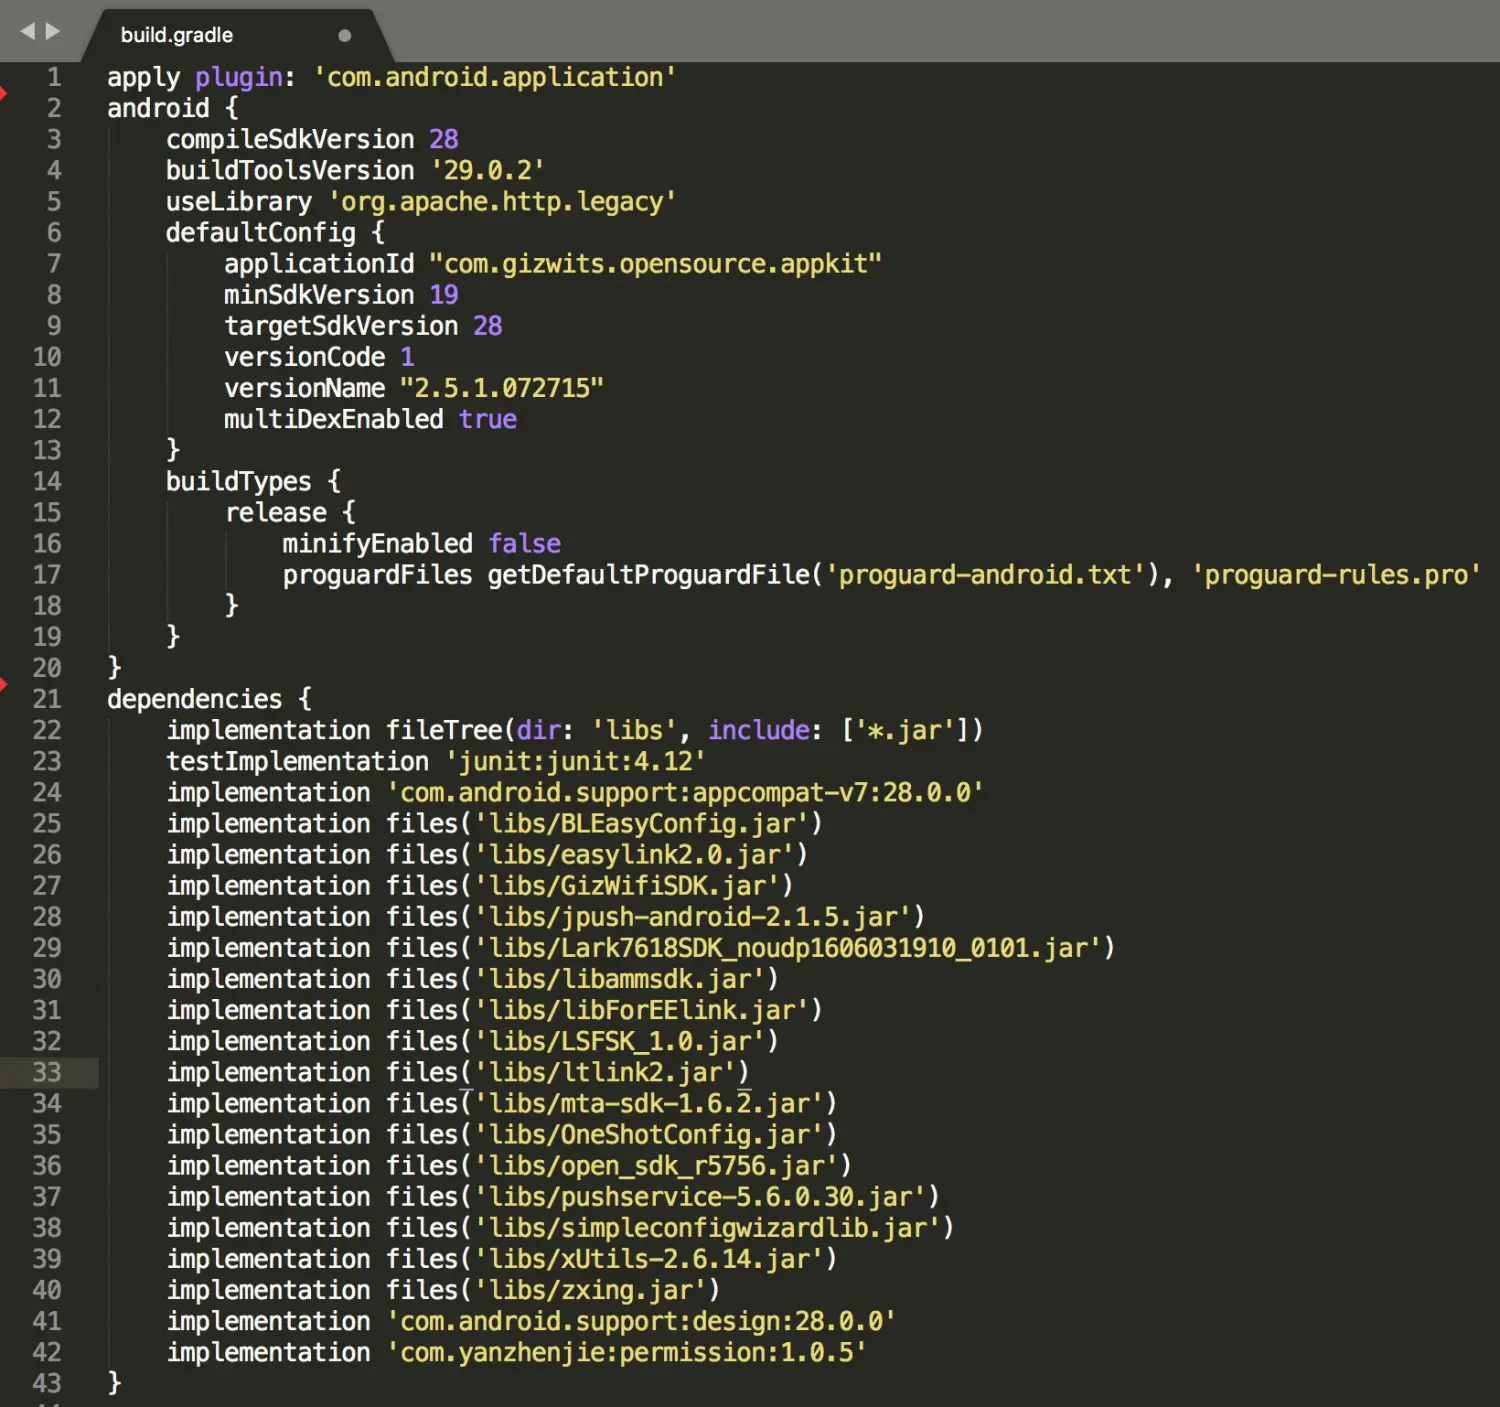 build.gradle
1 apply plugin: 'com.android.application'
2 android {
3     compileSdkVersion 28
4     buildToolsVersion '29.0.2'
5     useLibrary 'org.apache.http.legacy'
6     defaultConfig {
7         applicationId "com.gizwits.opensource.appkit"
8         minSdkVersion 19
9         targetSdkVersion 28
10         versionCode 1
11         versionName "2.5.1.072715"
12         multiDexEnabled true
13     }
14     buildTypes {
15         release {
16             minifyEnabled false
17             proguardFiles getDefaultProguardFile('proguard-android.txt'), 'proguard-rules.pro'
18         }
19     }
20 }
21 dependencies {
22     implementation fileTree(dir: 'libs', include: ['*.jar'])
23     testImplementation 'junit:junit:4.12'
24     implementation 'com.android.support:appcompat-v7:28.0.0'
25     implementation files('libs/BLEasyConfig.jar')
26     implementation files('libs/easylink2.0.jar')
27     implementation files('libs/GizWifiSDK.jar')
28     implementation files('libs/jpush-android-2.1.5.jar')
29     implementation files('libs/Lark7618SDK_noudp1606031910_0101.jar')
30     implementation files('libs/libammsdk.jar')
31     implementation files('libs/libForEElink.jar')
32     implementation files('libs/LSFSK_1.0.jar')
33     implementation files('libs/ltlink2.jar')
34     implementation files('libs/mta-sdk-1.6.2.jar')
35     implementation files('libs/OneShotConfig.jar')
36     implementation files('libs/open_sdk_r5756.jar')
37     implementation files('libs/pushservice-5.6.0.30.jar')
38     implementation files('libs/simpleconfigwizardlib.jar')
39     implementation files('libs/xUtils-2.6.14.jar')
40     implementation files('libs/zxing.jar')
41     implementation 'com.android.support:design:28.0.0'
42     implementation 'com.yanzhenjie:permission:1.0.5'
43 }